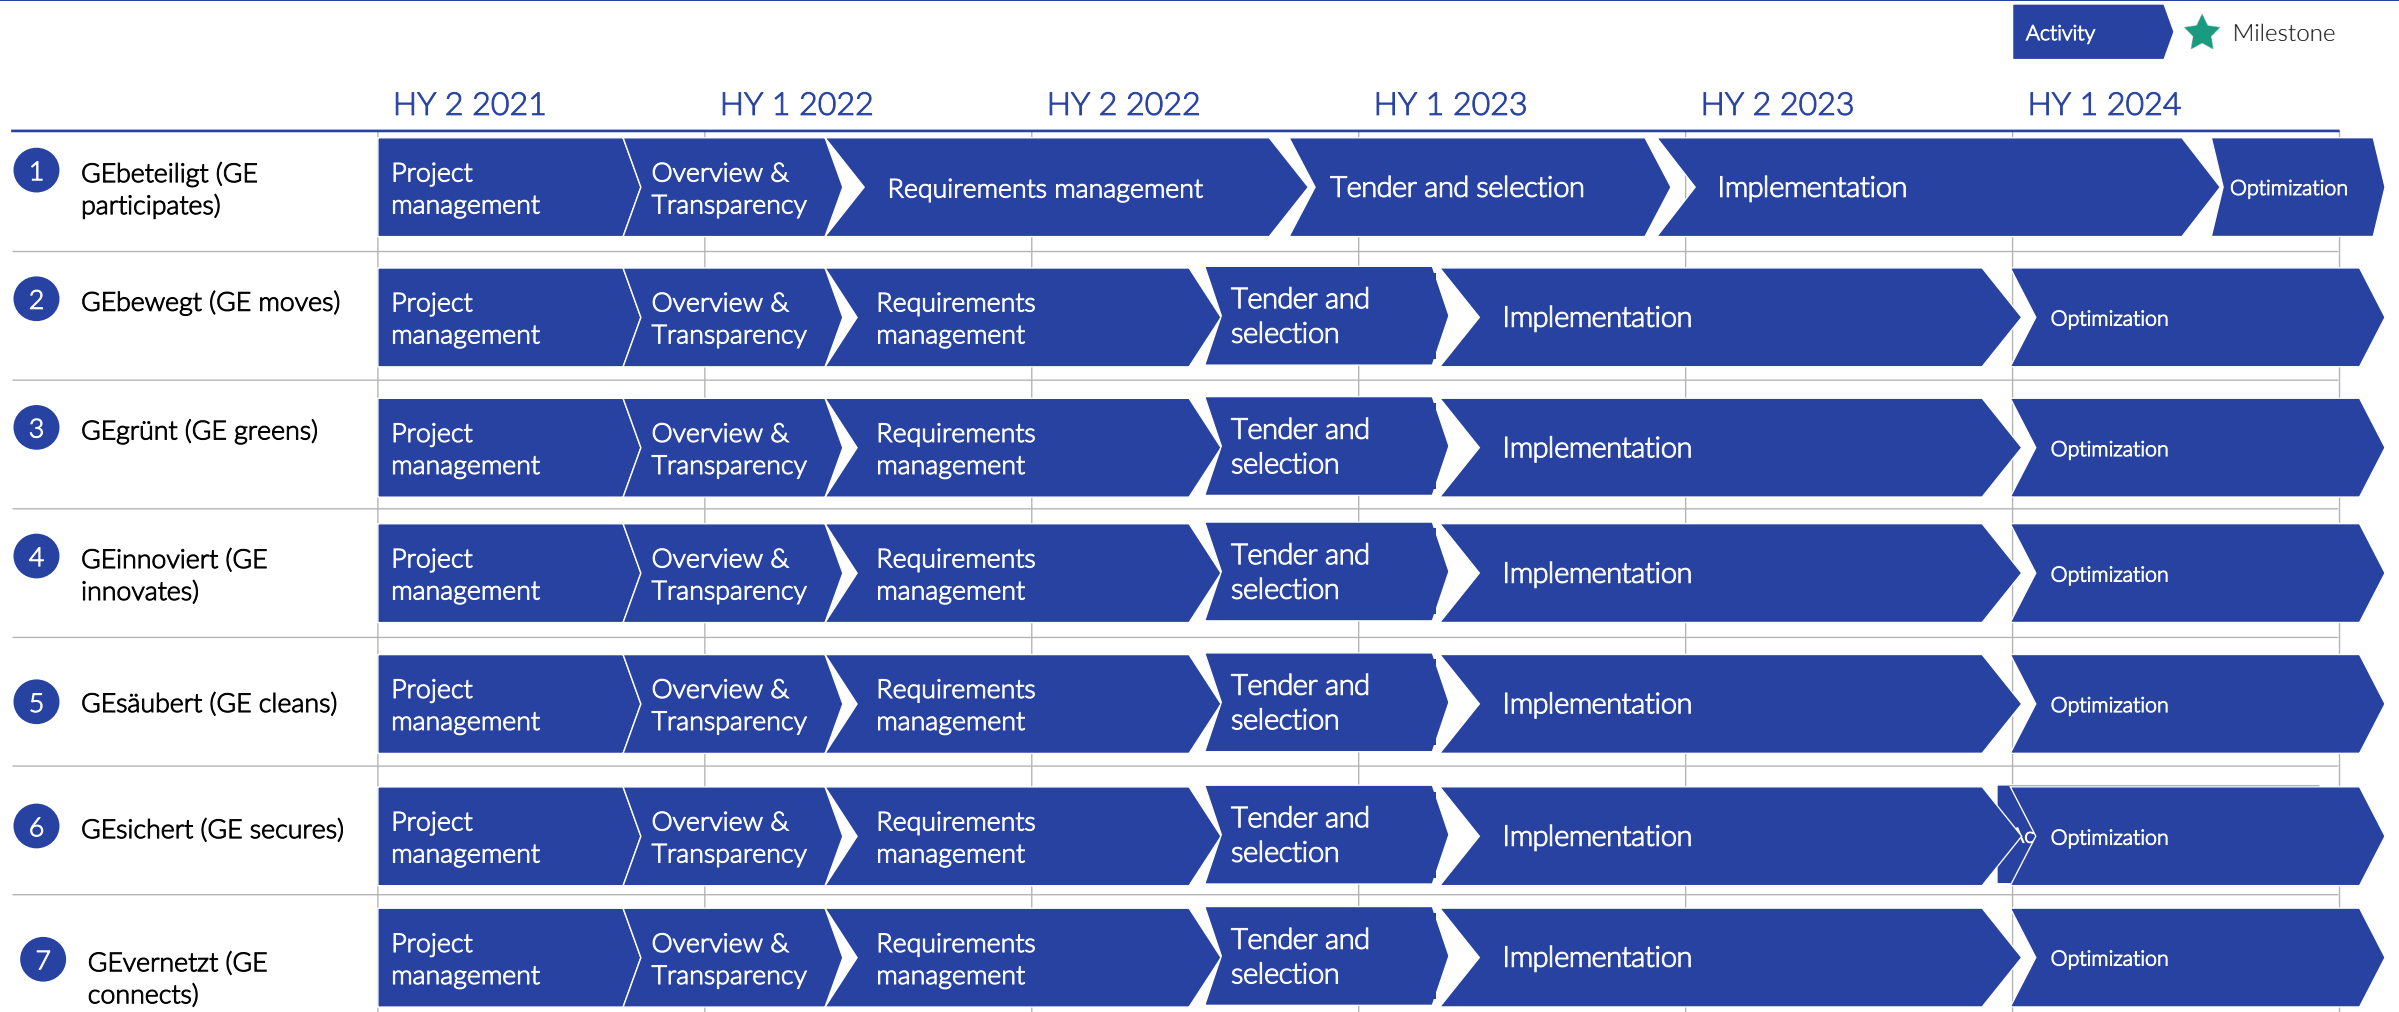 Activity
Milestone
HY 2 2021
HY 1 2022
HY 2 2022
HY 1 2023
HY 2 2023
HY 1 2024
1
GEbeteiligt (GE
participates)
Project
management
Overview &
Transparency
Requirements management
Tender and selection
Implementation
Optimization
2
GEbewegt (GE moves)
Project
management
Overview &
Transparency
Requirements
management
Tender and
selection
Implementation
Optimization
3
GEgrünt (GE greens)
Project
management
Overview &
Transparency
Requirements
management
Tender and
selection
Implementation
Optimization
4
GEinnoviert (GE
innovates)
Project
management
Overview &
Transparency
Requirements
management
Tender and
selection
Implementation
Optimization
5
GEsäubert (GE cleans)
Project
management
Overview &
Transparency
Requirements
management
Tender and
selection
Implementation
Optimization
6
GEsichert (GE secures)
Project
management
Overview &
Transparency
Requirements
management
Tender and
selection
Implementation
Optimization
7
GEvernetzt (GE
connects)
Project
management
Overview &
Transparency
Requirements
management
Tender and
selection
Implementation
Optimization